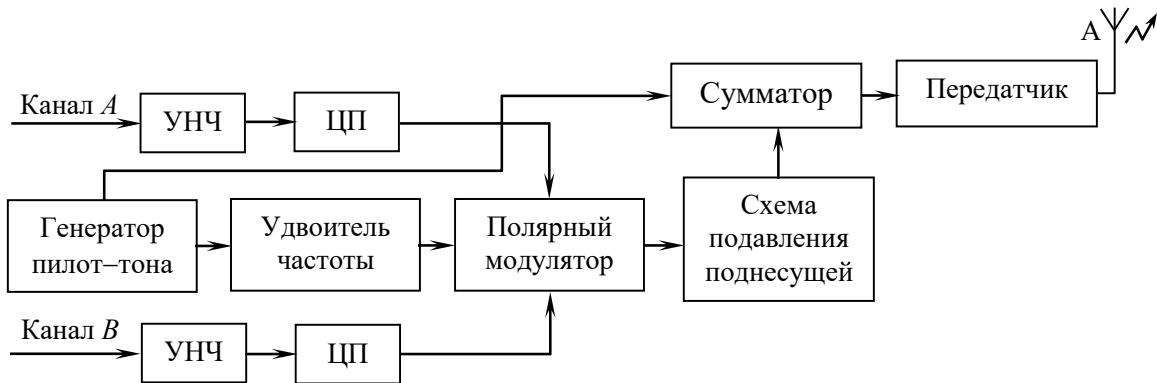 А
Сумматор
Передатчик
Канал A
УНЧ
ЦП
Генератор
пилот–тона
Удвоитель
частоты
Полярный
модулятор
Схема
подавления
поднесущей
Канал B
УНЧ
ЦП